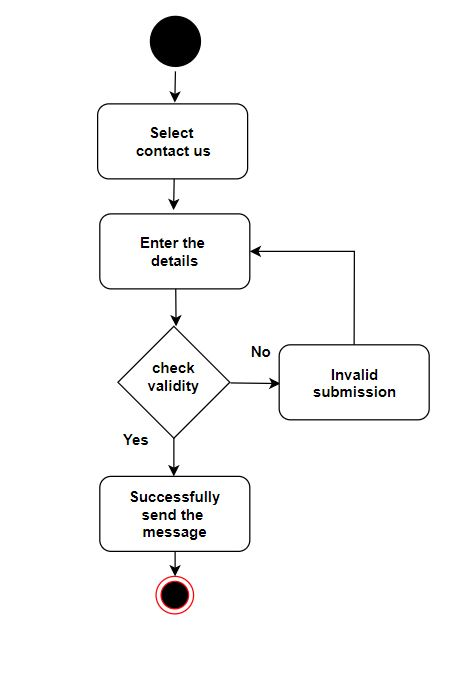 Select
contact us
Enter the
details
check
validity
No
Invalid
submission
Yes
Successfully
send the
message